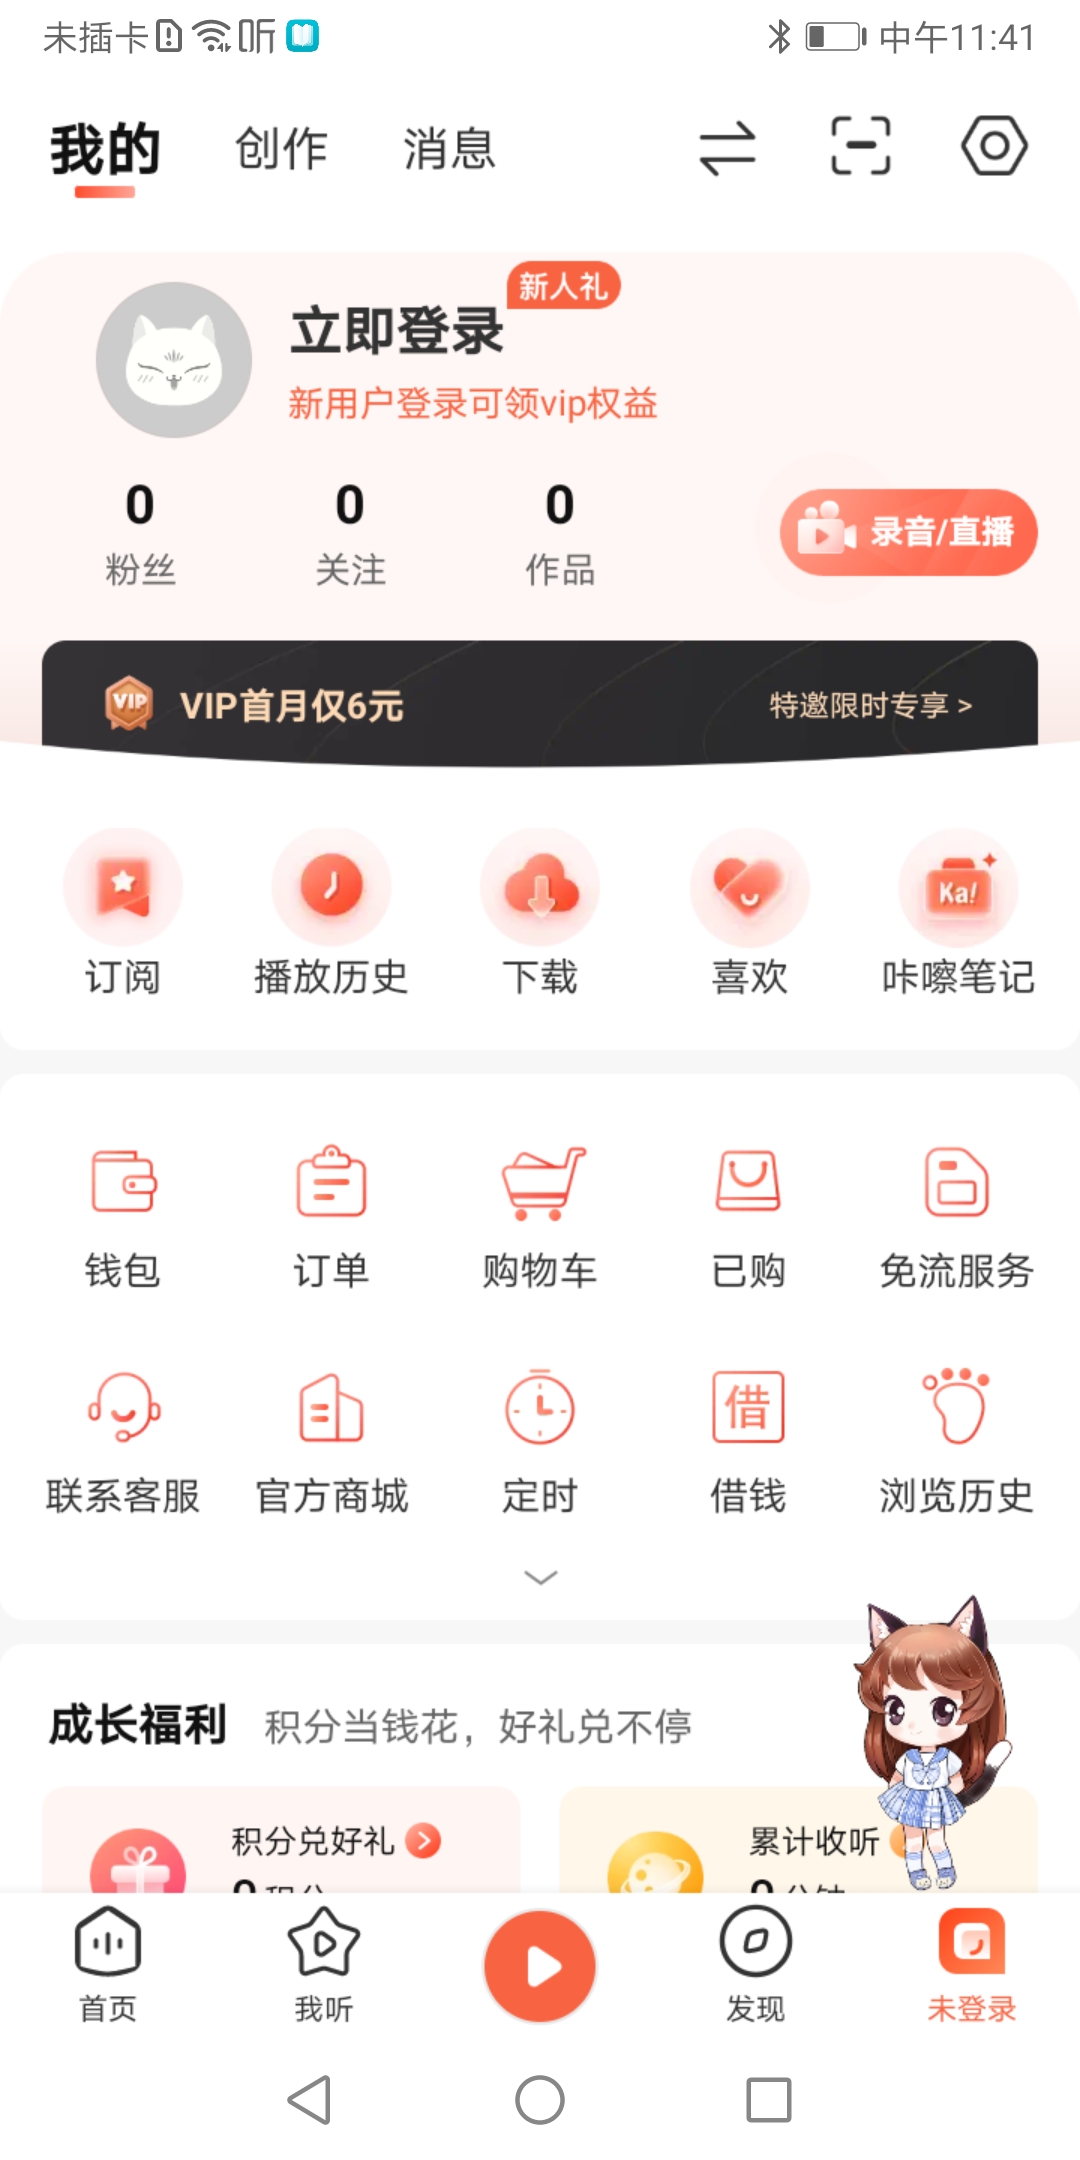 未插卡 听 中午11:41
我的 创作 消息
新人礼
立即登录
新用户登录可领vip权益
0 0 0
粉丝 关注 作品
录音/直播
VIP VIP首月仅6元 特邀限时专享 >
Ka!
订阅 播放历史 下载 喜欢 咔嚓笔记
钱包 订单 购物车 已购 免流服务
借
联系客服 官方商城 定时 借钱 浏览历史
成长福利 积分当钱花，好礼兑不停
积分兑好礼 累计收听
0积分 0分钟
首页 我听 发现 未登录